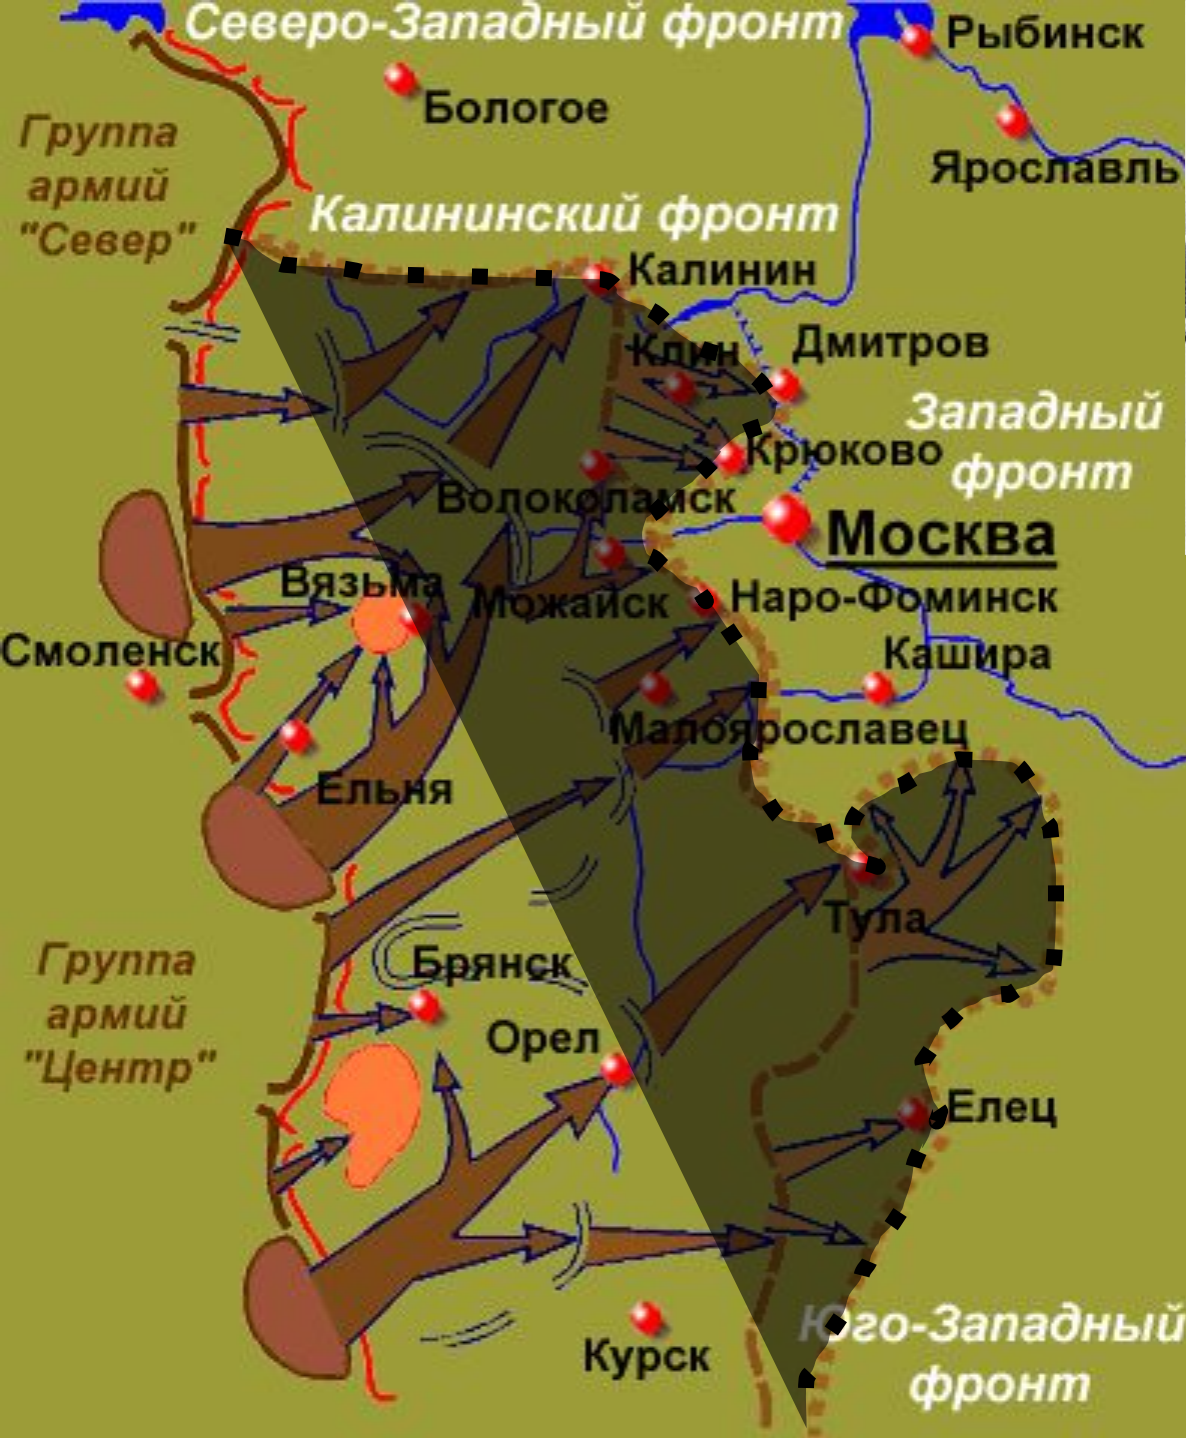 Северо-Западный фронт
Рыбинск
Бологое
Группа
армий
"Север"
Ярославль
Калининский фронт
Калинин
Клин
Дмитров
Западный
фронт
Крюково
Волоколамск
Москва
Вязьма
Можайск
Наро-Фоминск
Смоленск
Кашира
Малоярославец
Ельня
Тула
Группа
армий
"Центр"
Брянск
Орел
Елец
Юго-Западный
фронт
Курск